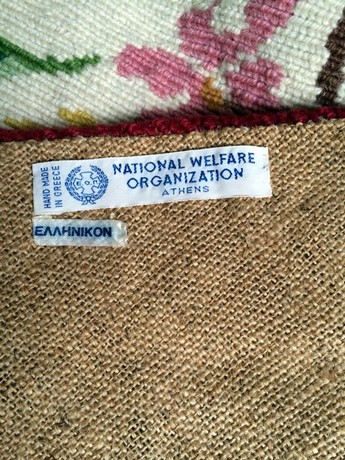 HAND MADE
IN GREECE
NATIONAL WELFARE
ORGANIZATION
ATHENS
ΕΛΛΗΝΙΚΟΝ